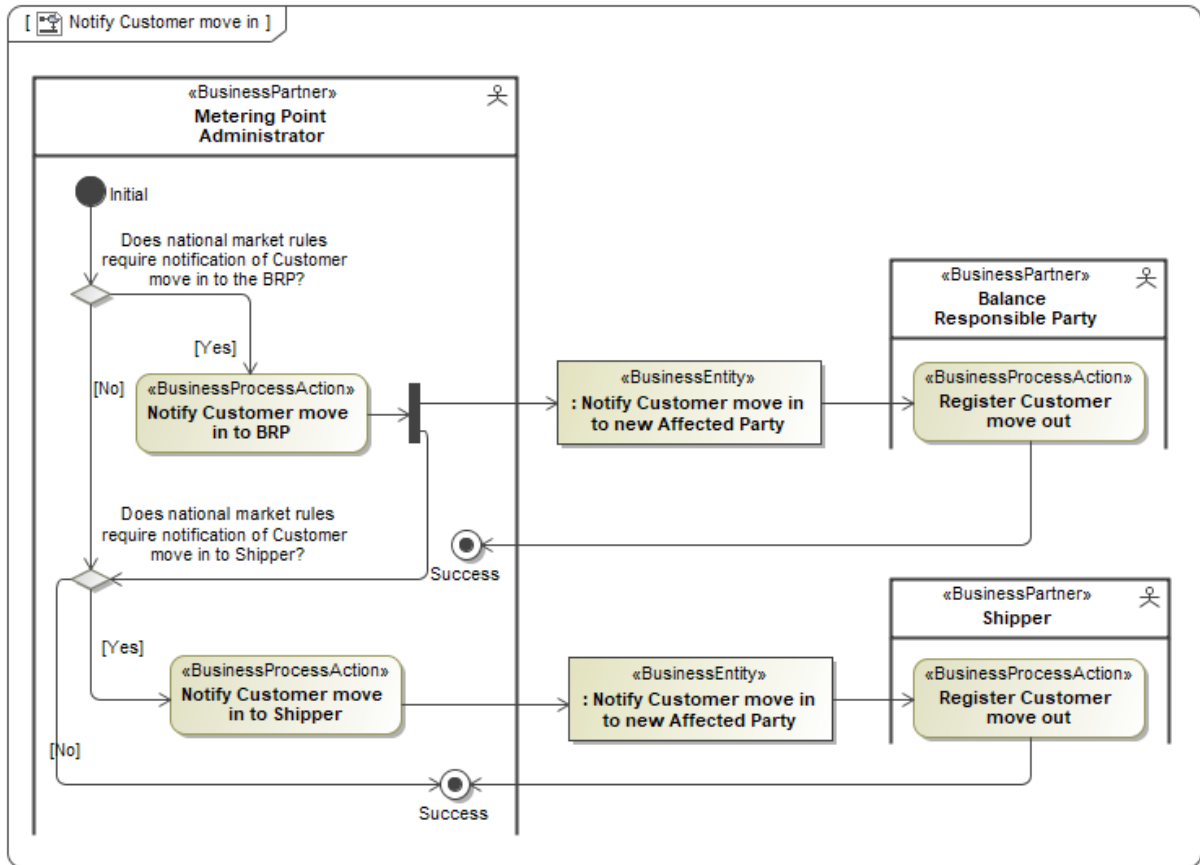 [ Notify Customer move in ]
«BusinessPartner»
Metering Point
Administrator
Initial
Does national market rules
require notification of Customer
move in to the BRP?
[Yes]
[No]
«BusinessProcessAction»
Notify Customer move
in to BRP
«BusinessEntity»
: Notify Customer move in
to new Affected Party
«BusinessPartner»
Balance
Responsible Party
«BusinessProcessAction»
Register Customer
move out
Does national market rules
require notification of Customer
move in to Shipper?
Success
[Yes]
«BusinessProcessAction»
Notify Customer move
in to Shipper
«BusinessEntity»
: Notify Customer move in
to new Affected Party
«BusinessPartner»
Shipper
«BusinessProcessAction»
Register Customer
move out
[No]
Success